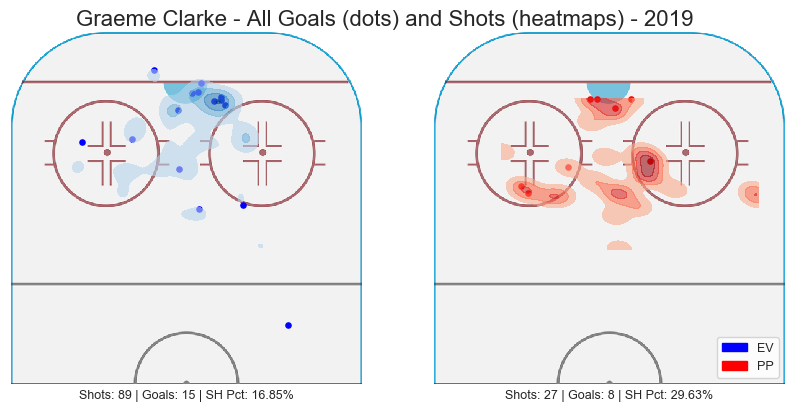 Graeme Clarke - All Goals (dots) and Shots (heatmaps) - 2019
EV
PP
Shots: 89 | Goals: 15 | SH Pct: 16.85%
Shots: 27 | Goals: 8 | SH Pct: 29.63%